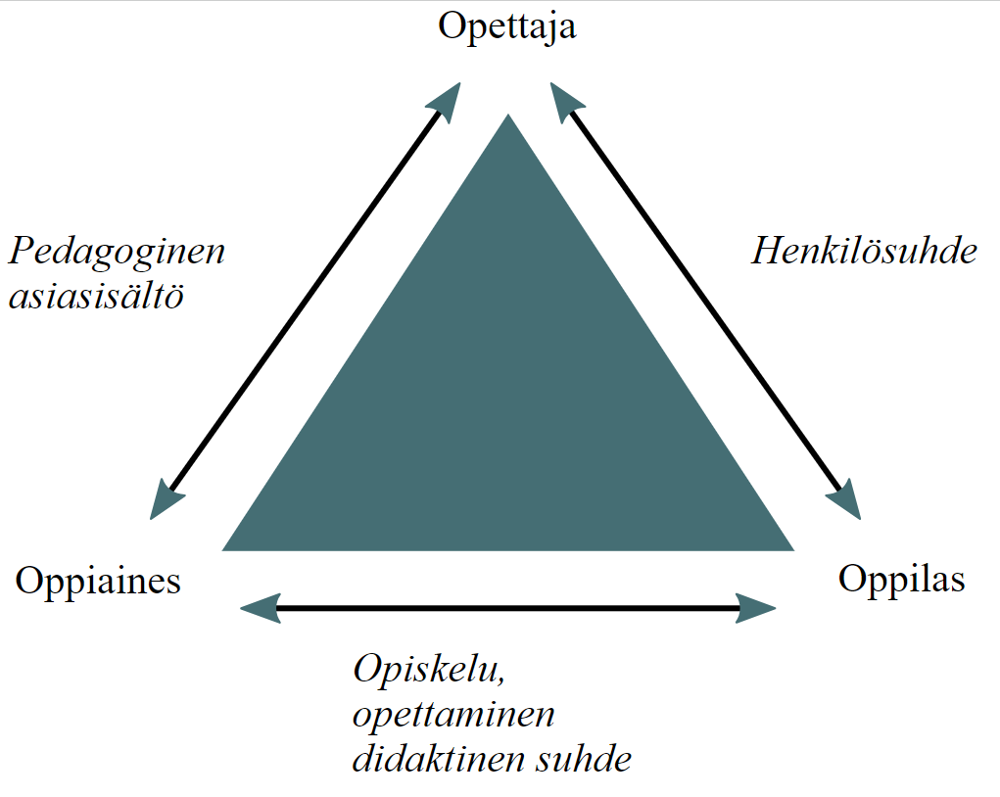 Opettaja
Pedagoginen
asiasisältö
Henkilösuhde
Oppiaines
Oppilas
Opiskelu,
opettaminen
didaktinen suhde